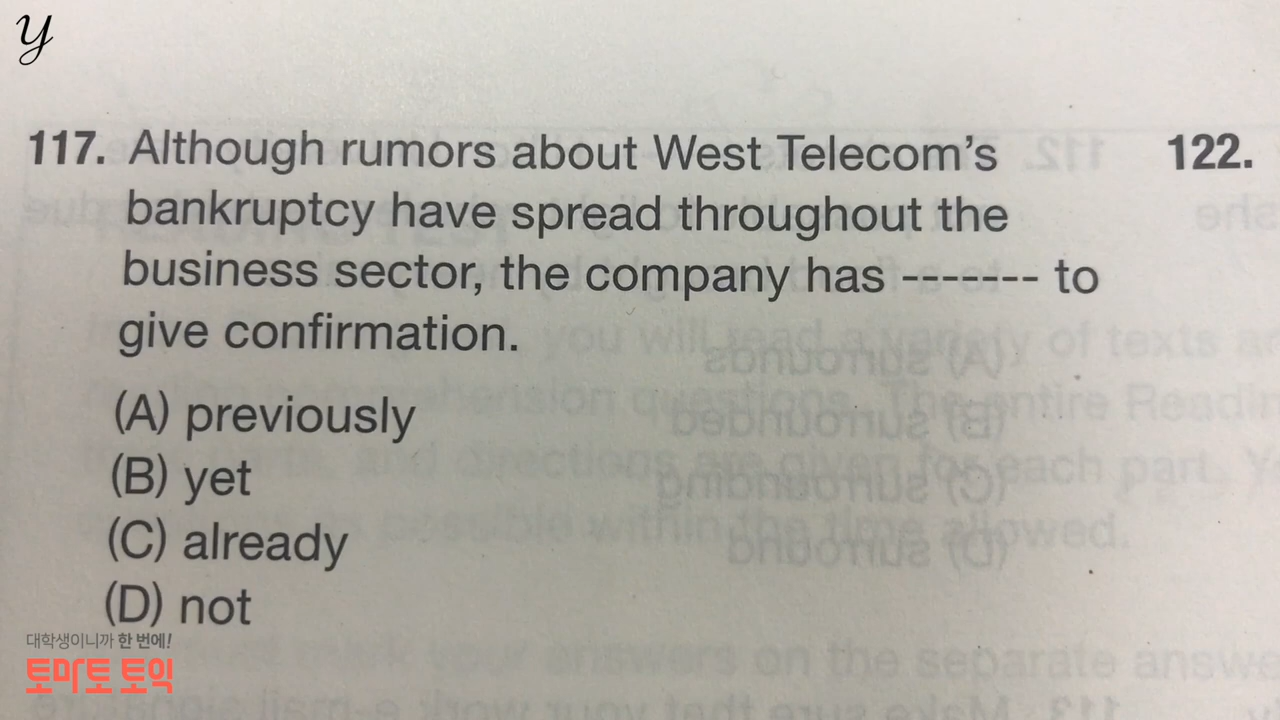 y
117. Although rumors about West Telecom's
122.
bankruptcy have spread throughout the
business sector, the company has ------- to
give confirmation.
(A) previously
(B) yet
(C) already
(D) not
대학생이니까 한 번에!
토마토 토익